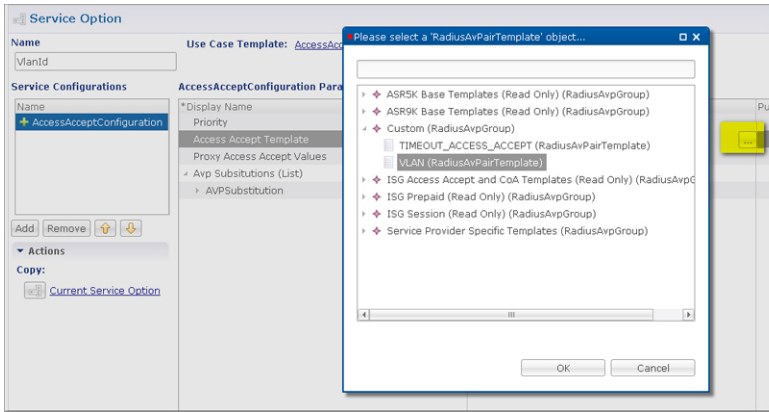 Service Option
Name
VlanId
Use Case Template: AccessAcc
Service Configurations
Name
AccessAcceptConfiguration
Add
Remove
Actions
Copy:
Current Service Option
AccessAcceptConfiguration Para
*Display Name
Priority
Access Accept Template
Proxy Access Accept Values
Avp Subsitutions (List)
AVPSubstitution
Please select a 'RadiusAvPairTemplate' object...
ASR5K Base Templates (Read Only) (RadiusAvpGroup)
ASR9K Base Templates (Read Only) (RadiusAvpGroup)
Custom (RadiusAvpGroup)
TIMEOUT_ACCESS_ACCEPT (RadiusAvPairTemplate)
VLAN (RadiusAvPairTemplate)
ISG Access Accept and CoA Templates (Read Only) (RadiusAvpG
ISG Prepaid (Read Only) (RadiusAvpGroup)
ISG Session (Read Only) (RadiusAvpGroup)
Service Provider Specific Templates (RadiusAvpGroup)
OK
Cancel
Pu
...